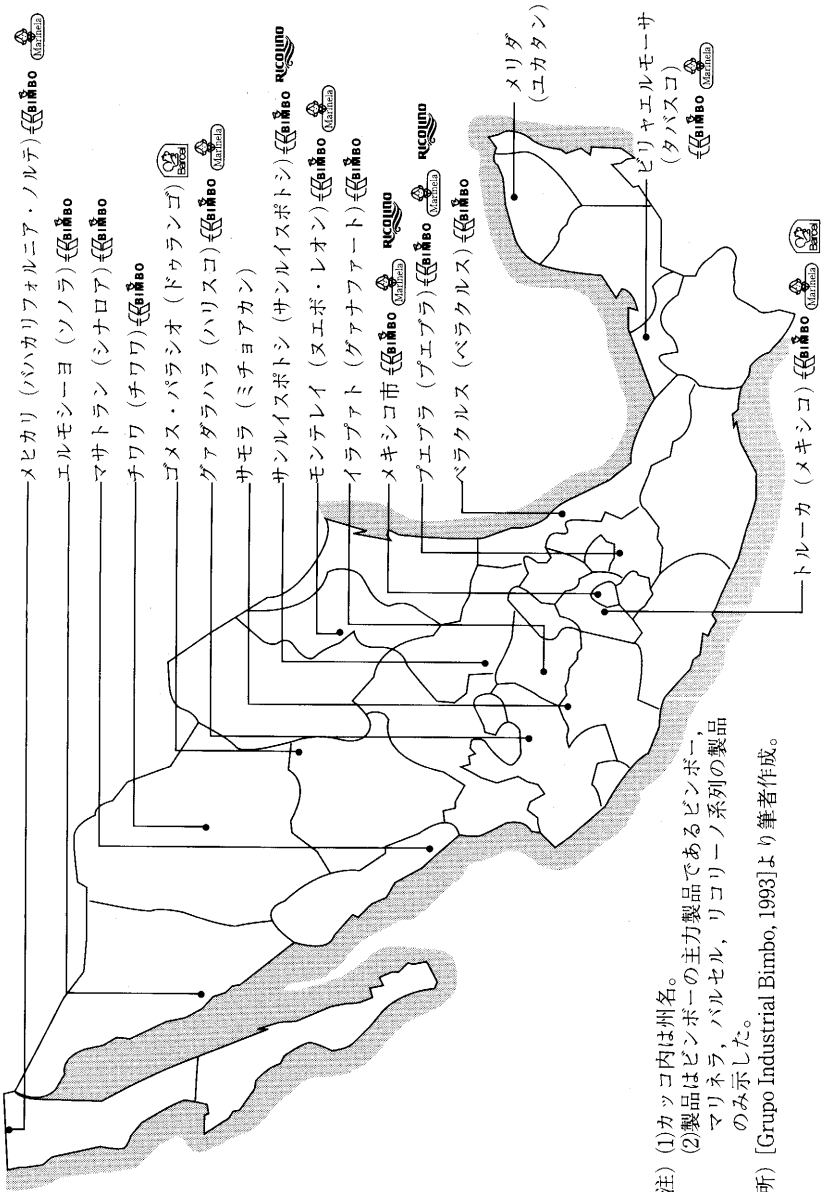 メヒカリ（バハカリフォルニア・ノルテ）BIMBO Marinela
エルモシーヨ（ソノラ）BIMBO
マサトラン（シナロア）BIMBO
チワワ（チワワ）BIMBO
ゴメス・パラシオ（ドゥランゴ）Barcel
グァダラハラ（ハリスコ）BIMBO Marinela
サモラ（ミチョアカン）
サンルイスポトシ（サンルイスポトシ）BIMBO RICOLINO
モンテレイ（ヌエボ・レオン）BIMBO Marinela
イラプァト（グァナファート）BIMBO
メキシコ市 BIMBO Marinela RICOLINO
プエブラ（プエブラ）BIMBO Marinela RICOLINO
ベラクルス（ベラクルス）BIMBO
メリダ
（ユカタン）
ビリャエルモーサ
（タバスコ）
BIMBO Marinela
トルーカ（メキシコ）BIMBO Marinela Barcel
注）(1)カッコ内は州名。
(2)製品はビンボーの主力製品であるビンボー，
マリネラ，バルセル，リコリーノ系列の製品
のみ示した。
所）[Grupo Industrial Bimbo, 1993]より筆者作成。